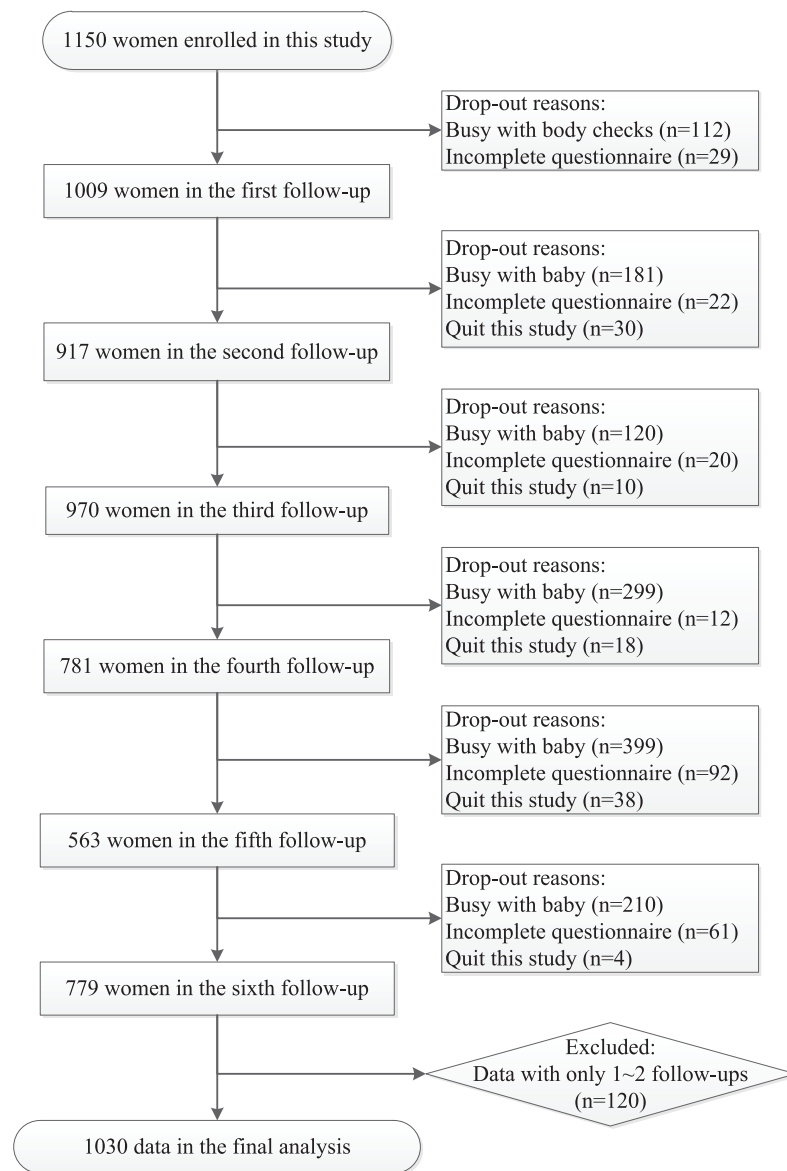 1150 women enrolled in this study
Drop-out reasons:
Busy with body checks (n=112)
Incomplete questionnaire (n=29)
1009 women in the first follow-up
Drop-out reasons:
Busy with baby (n=181)
Incomplete questionnaire (n=22)
Quit this study (n=30)
917 women in the second follow-up
Drop-out reasons:
Busy with baby (n=120)
Incomplete questionnaire (n=20)
Quit this study (n=10)
970 women in the third follow-up
Drop-out reasons:
Busy with baby (n=299)
Incomplete questionnaire (n=12)
Quit this study (n=18)
781 women in the fourth follow-up
Drop-out reasons:
Busy with baby (n=399)
Incomplete questionnaire (n=92)
Quit this study (n=38)
563 women in the fifth follow-up
Drop-out reasons:
Busy with baby (n=210)
Incomplete questionnaire (n=61)
Quit this study (n=4)
779 women in the sixth follow-up
Excluded:
Data with only 1~2 follow-ups
(n=120)
1030 data in the final analysis